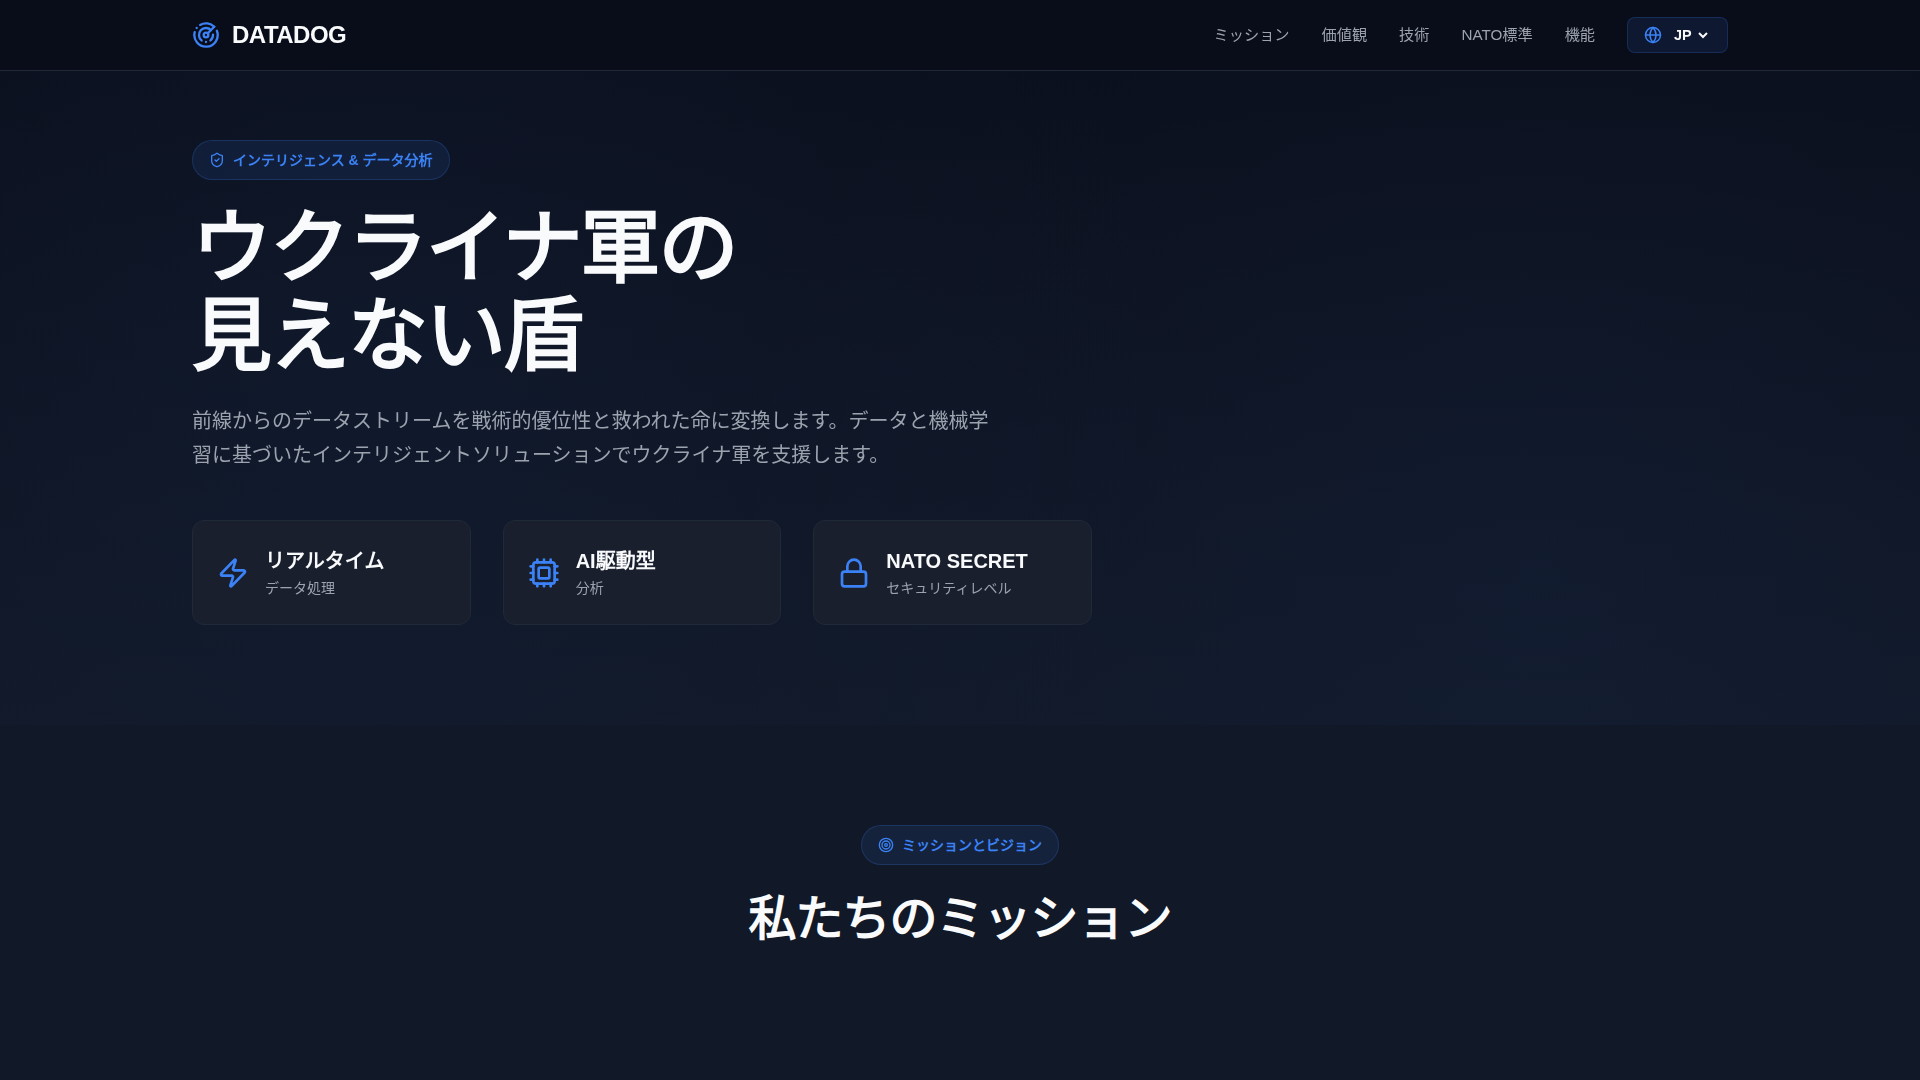 DATADOG
ミッション
価値観
技術
NATO標準
機能
JP
インテリジェンス & データ分析
ウクライナ軍の
見えない盾
前線からのデータストリームを戦術的優位性と救われた命に変換します。データと機械学
習に基づいたインテリジェントソリューションでウクライナ軍を支援します。
リアルタイム
データ処理
AI駆動型
分析
NATO SECRET
セキュリティレベル
ミッションとビジョン
私たちのミッション